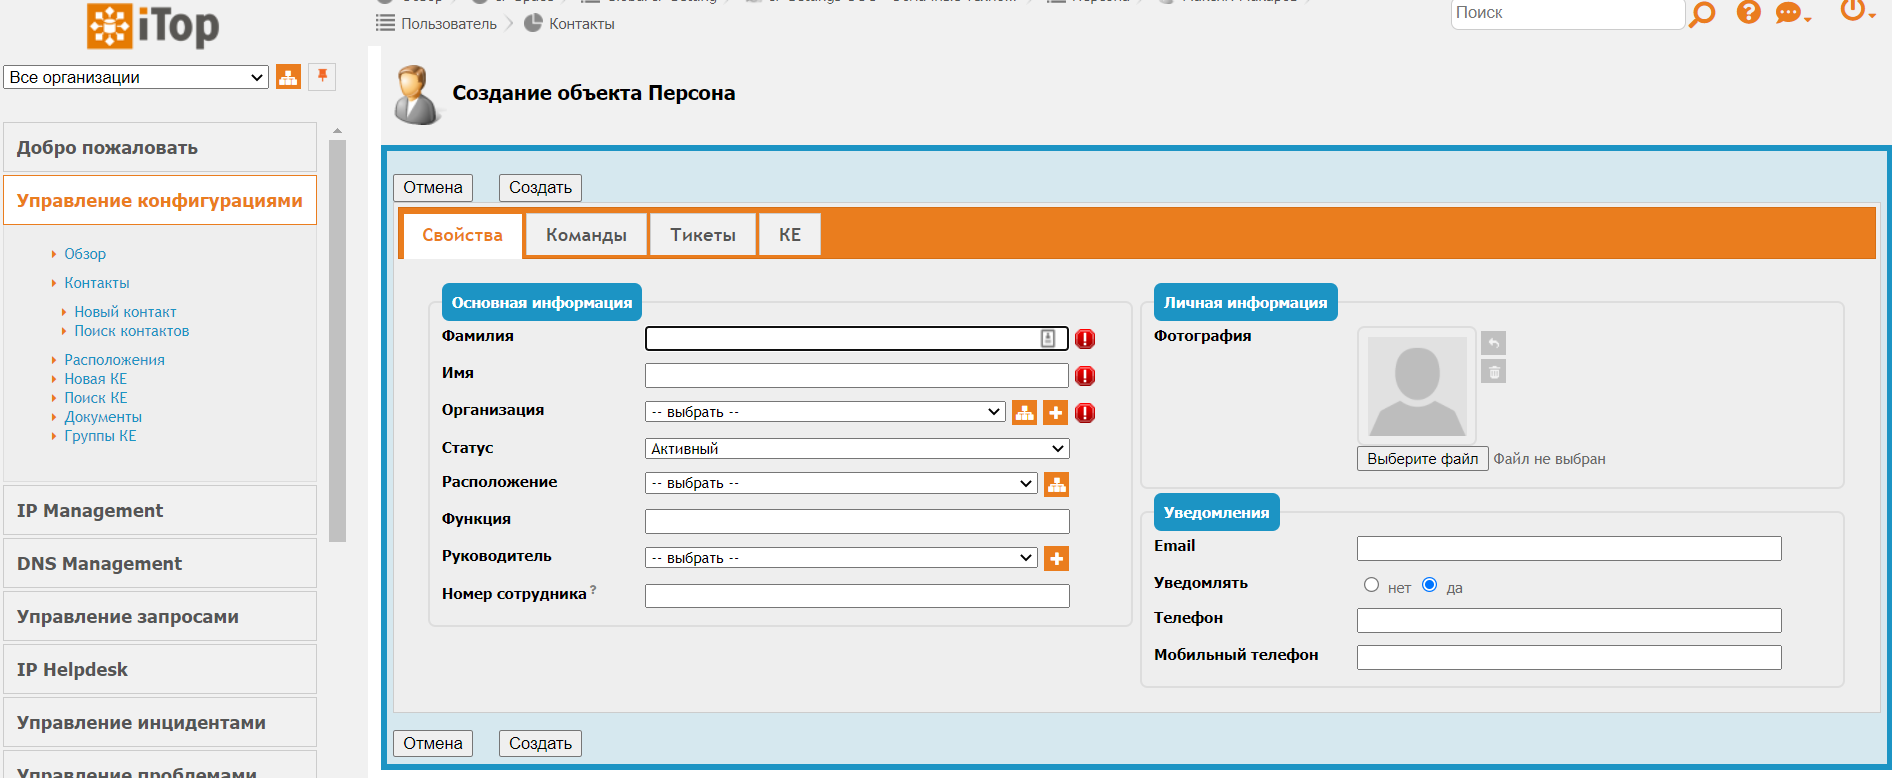 iTop
Пользователь
Контакты
Поиск
Все организации
Создание объекта Персона
Добро пожаловать
Управление конфигурациями
Обзор
Контакты
Новый контакт
Поиск контактов
Расположения
Новая КЕ
Поиск КЕ
Документы
Группы КЕ
IP Management
DNS Management
Управление запросами
IP Helpdesk
Управление инцидентами
Управление проблемами
Отмена Создать
Свойства Команды Тикеты КЕ
Основная информация
Фамилия
Имя
Организация -- выбрать --
Статус Активный
Расположение -- выбрать --
Функция
Руководитель -- выбрать --
Номер сотрудника ?
Личная информация
Фотография
Выберите файл Файл не выбран
Уведомления
Email
Уведомлять нет да
Телефон
Мобильный телефон
Отмена Создать